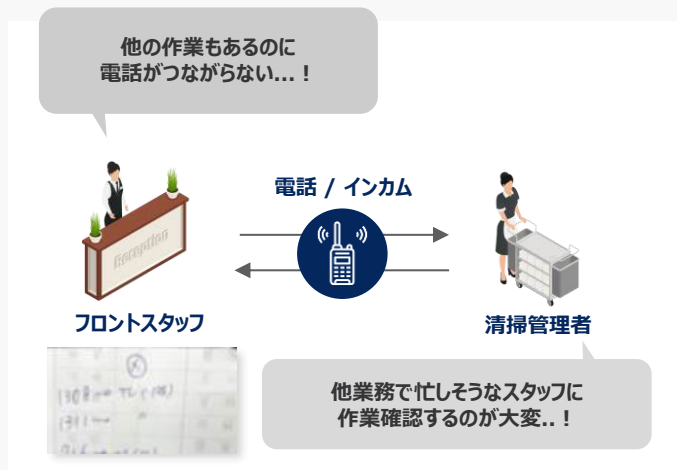 他の作業もあるのに
電話がつながらない...！
電話 / インカム
Reception
フロントスタッフ
清掃管理者
1308
1311
他業務で忙しそうなスタッフに
作業確認するのが大変..！